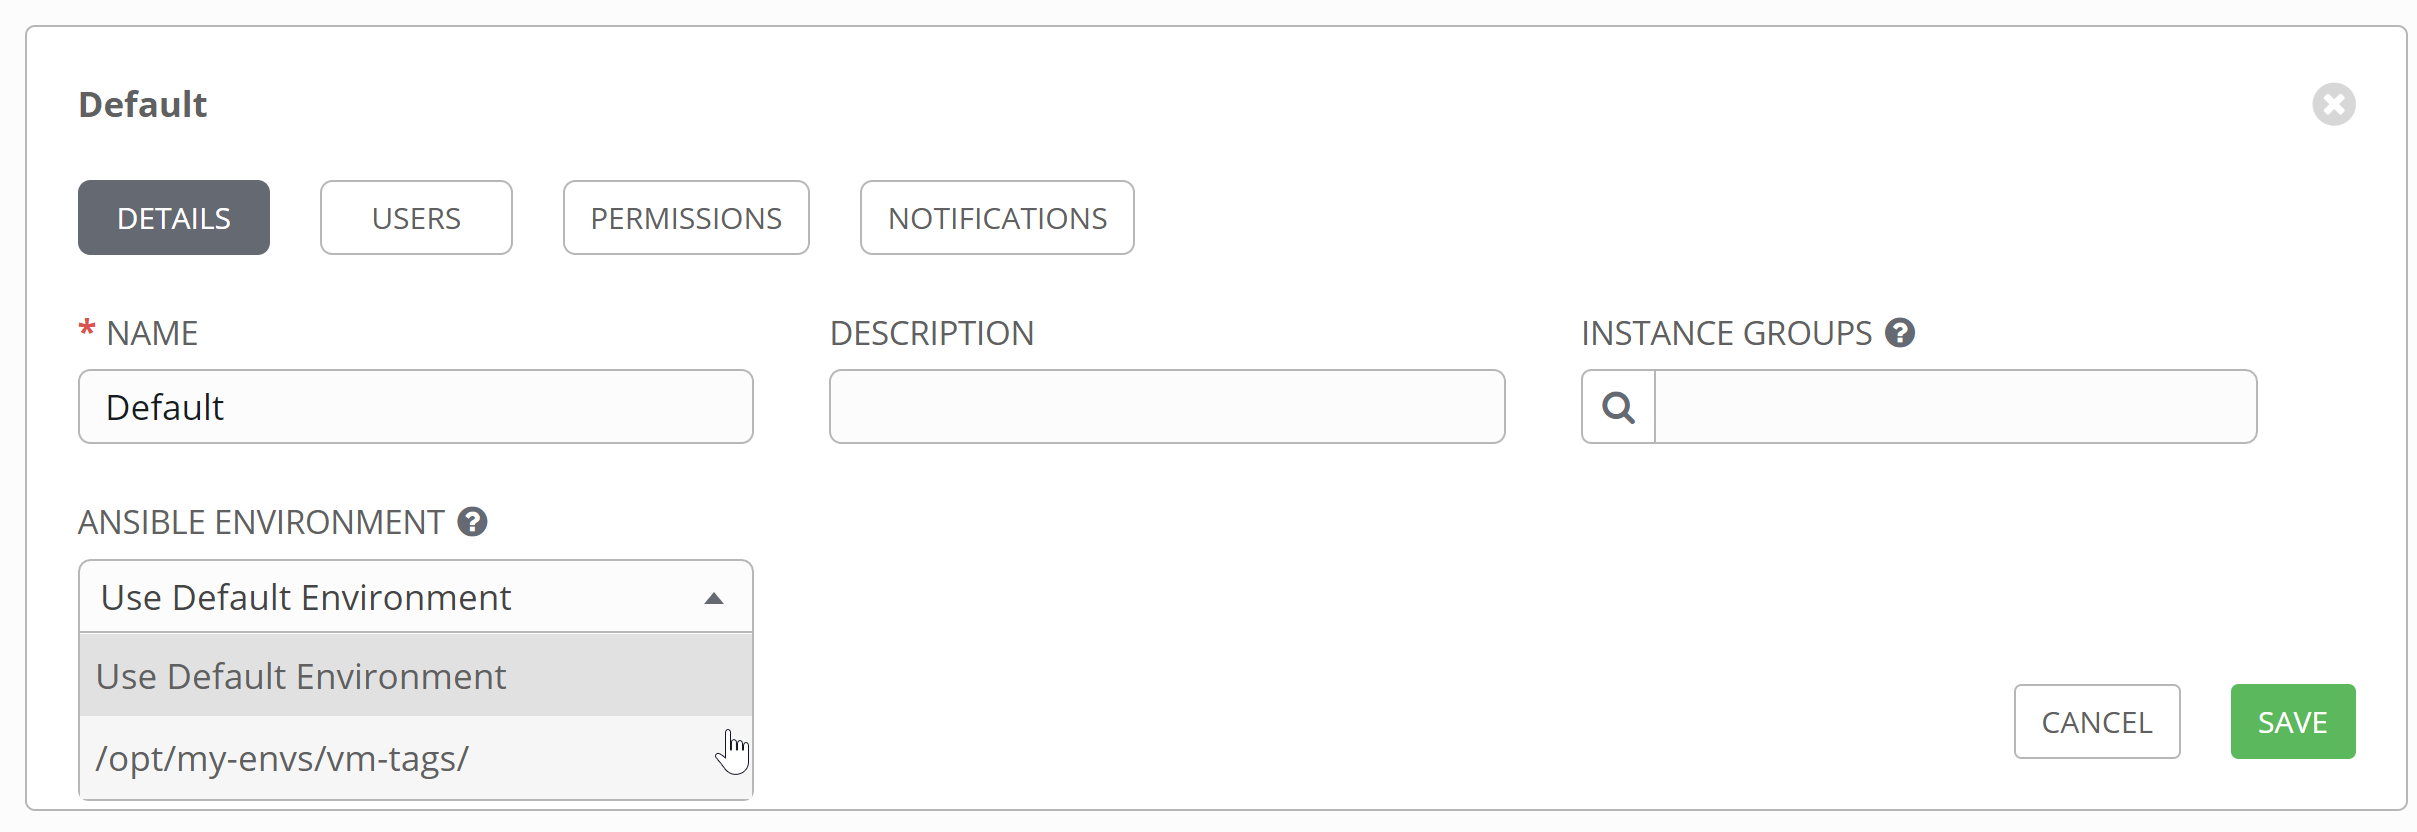 Default
DETAILS USERS PERMISSIONS NOTIFICATIONS
* NAME DESCRIPTION INSTANCE GROUPS ?
Default
ANSIBLE ENVIRONMENT ?
Use Default Environment
Use Default Environment
/opt/my-envs/vm-tags/
CANCEL SAVE